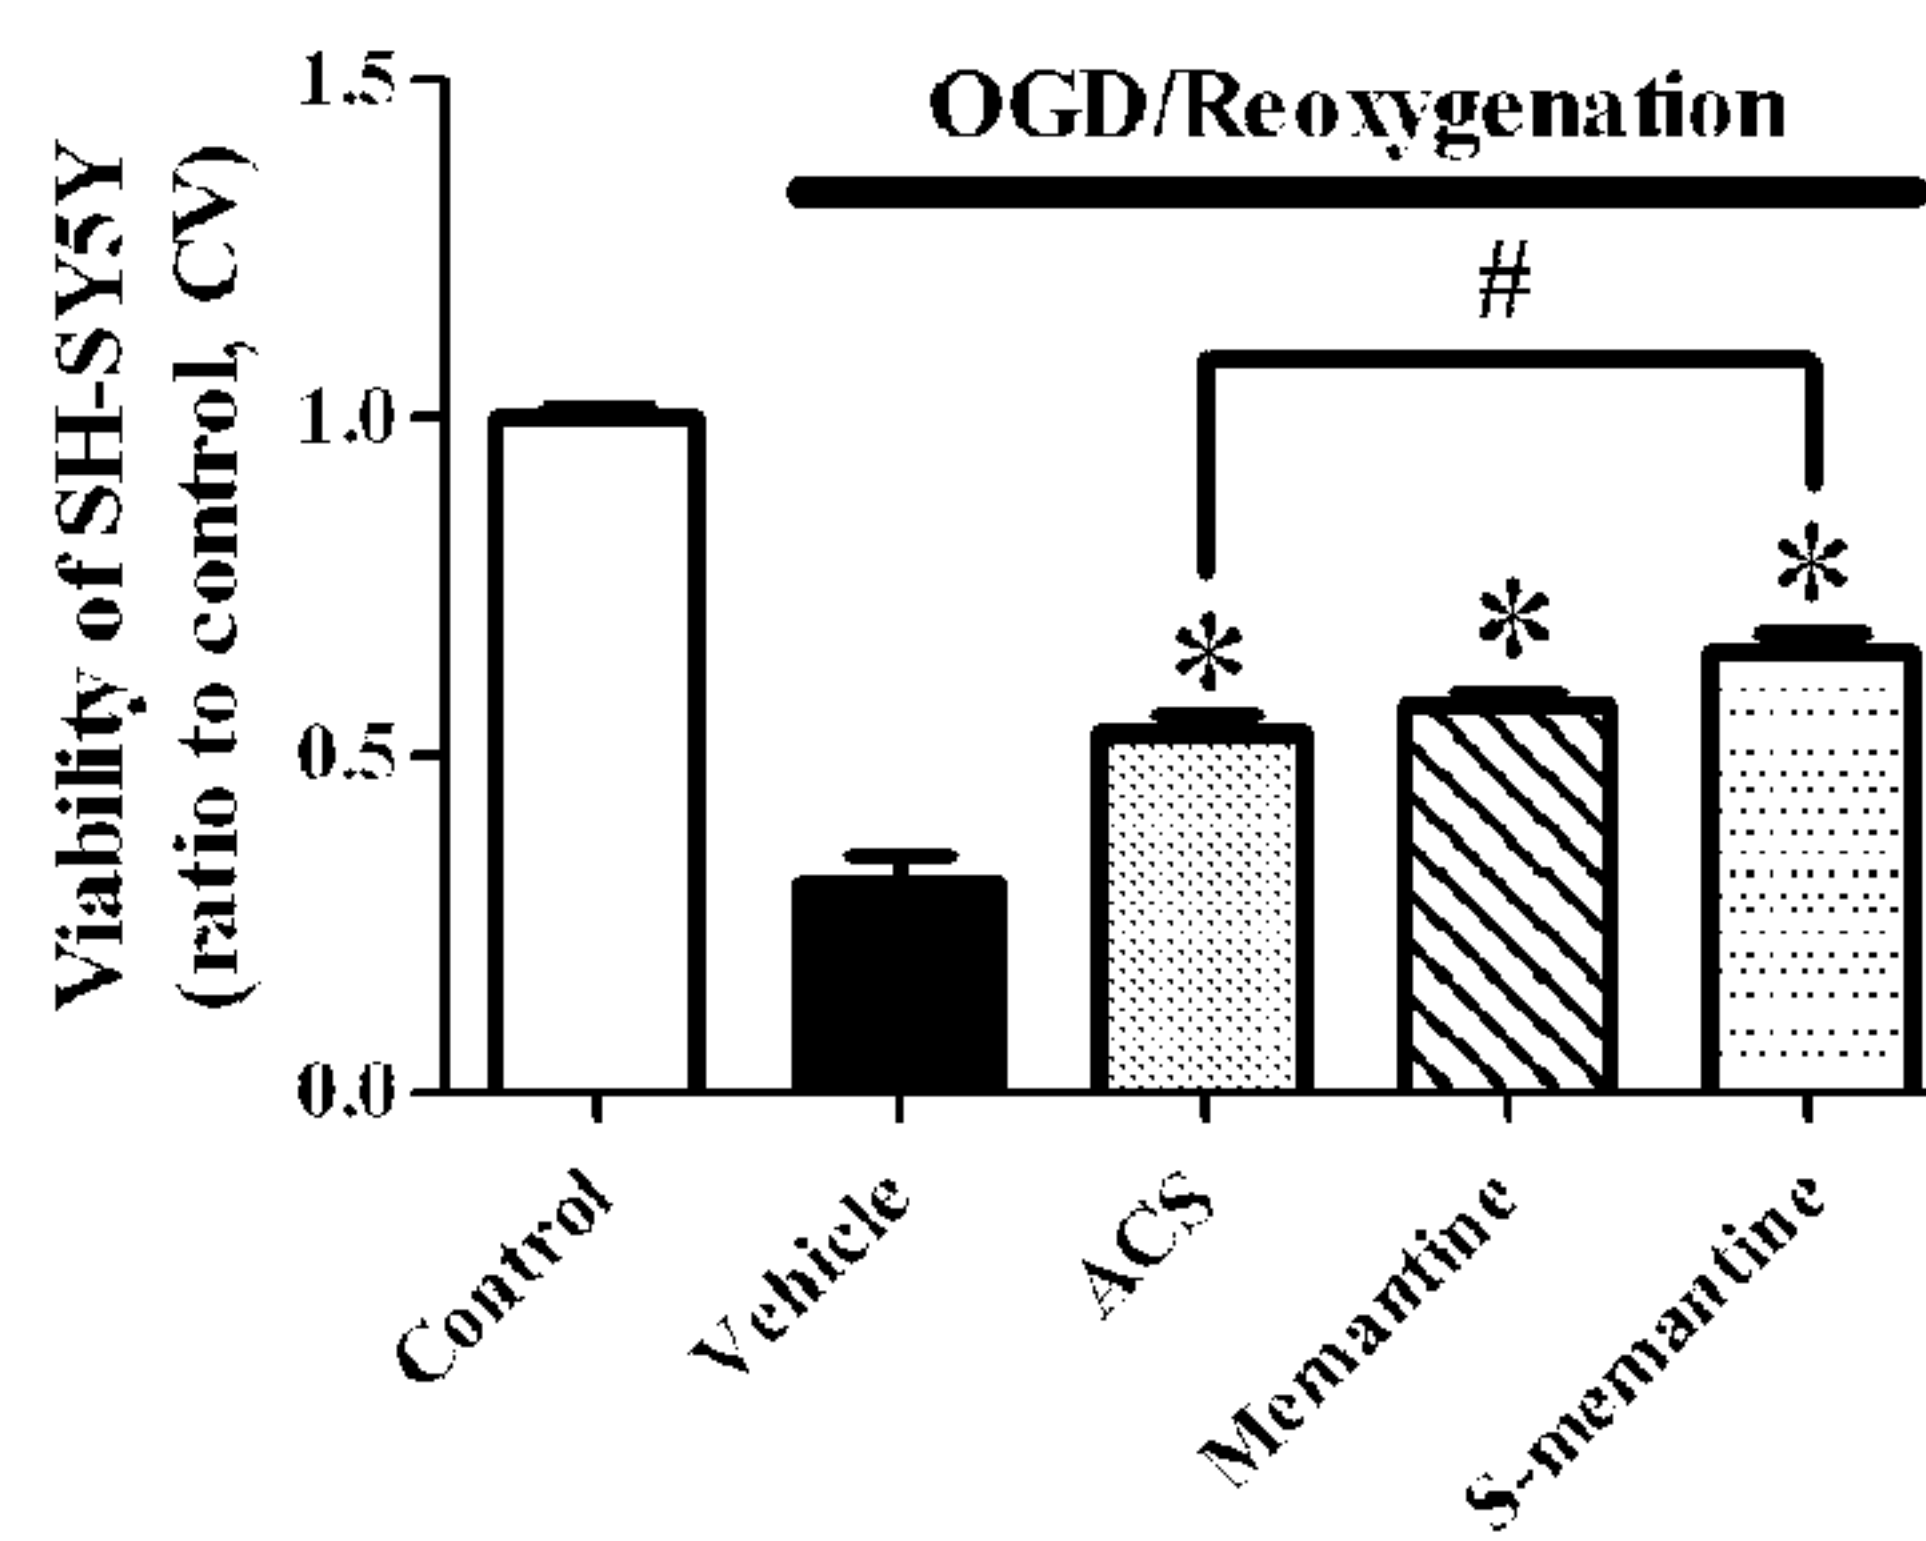 Viability of SH-SY5Y
(ratio to control, CV)
1.5
1.0
0.5
0.0
OGD/Reoxygenation
#
*
*
*
Control
Vehicle
ACS
Memantine
S-memantine